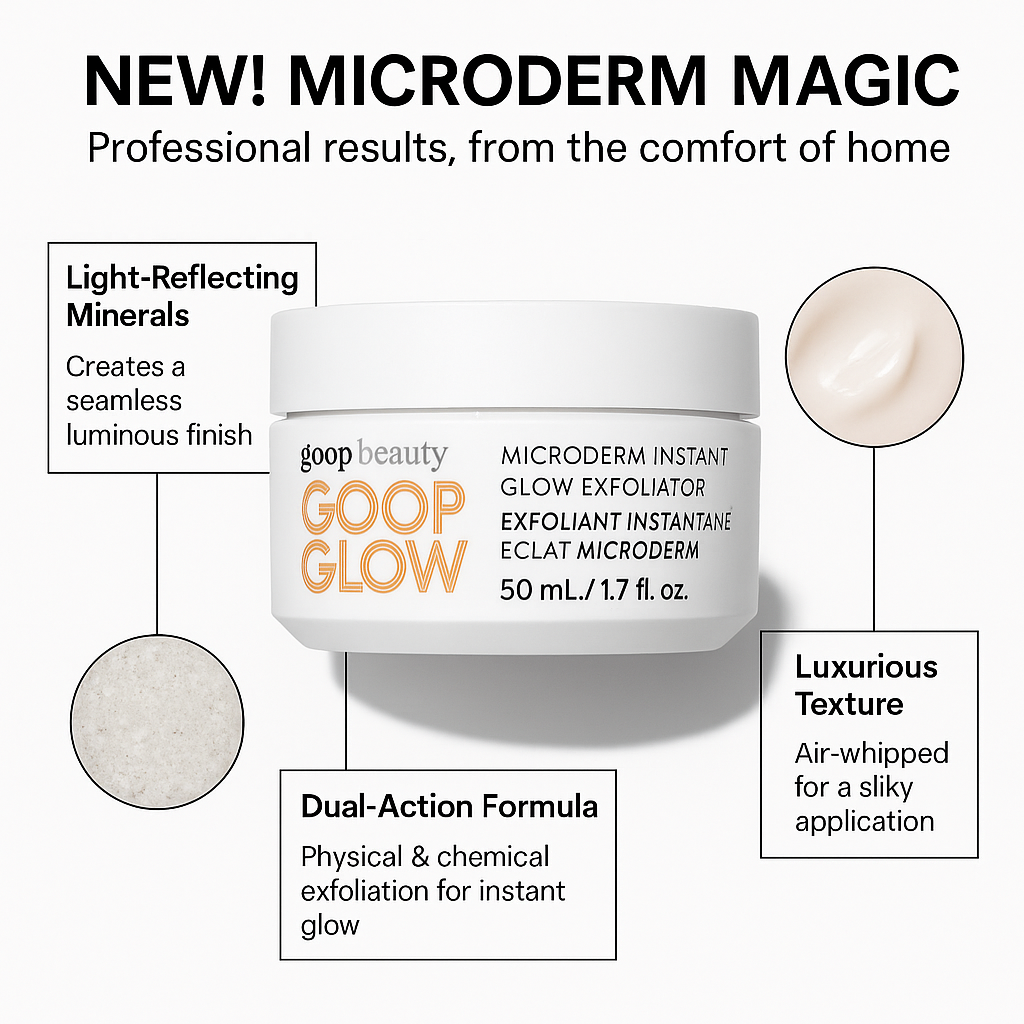 NEW! MICRODERM MAGIC
Professional results, from the comfort of home
Light-Reflecting
Minerals
Creates a
seamless
luminous finish
goop beauty
GOOP
GLOW
MICRODERM INSTANT
GLOW EXFOLIATOR
EXFOLIANT INSTANTANE
ECLAT MICRODERM
50 mL./ 1.7 fl. oz.
Luxurious
Texture
Air-whipped
for a sliky
application
Dual-Action Formula
Physical & chemical
exfoliation for instant
glow